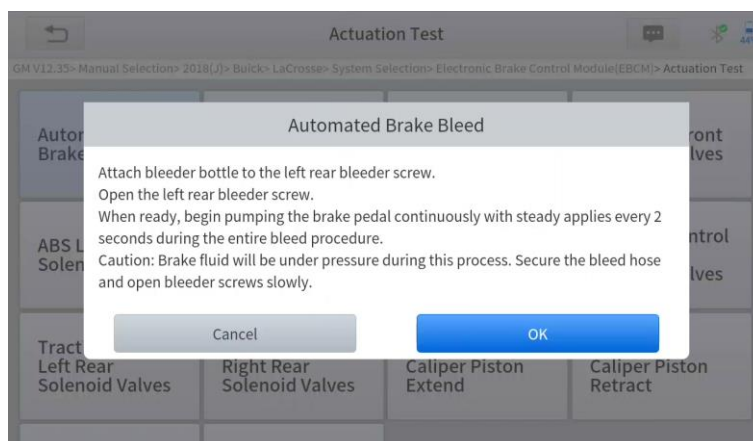 Actuation Test
GM V12.35> Manual Selection> 2018(J)> Buick> LaCrosse> System Selection> Electronic Brake Control Module(EBCM)> Actuation Test
Automated Brake Bleed
Attach bleeder bottle to the left rear bleeder screw.
Open the left rear bleeder screw.
When ready, begin pumping the brake pedal continuously with steady applies every 2
seconds during the entire bleed procedure.
Caution: Brake fluid will be under pressure during this process. Secure the bleed hose
and open bleeder screws slowly.
Cancel
OK
Left Rear
Solenoid Valves
Right Rear
Solenoid Valves
Caliper Piston
Extend
Caliper Piston
Retract